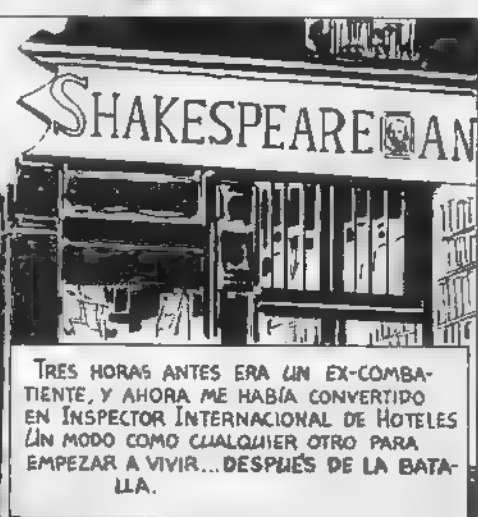 SHAKESPEARE AN
TRES HORAS ANTES ERA UN EX-COMBA-
TIENTE, Y AHORA ME HABÍA CONVERTIDO
EN INSPECTOR INTERNACIONAL DE HOTELES
UN MODO COMO CUALQUIER OTRO PARA
EMPEZAR A VIVIR... DESPUÉS DE LA BATA-
LLA.